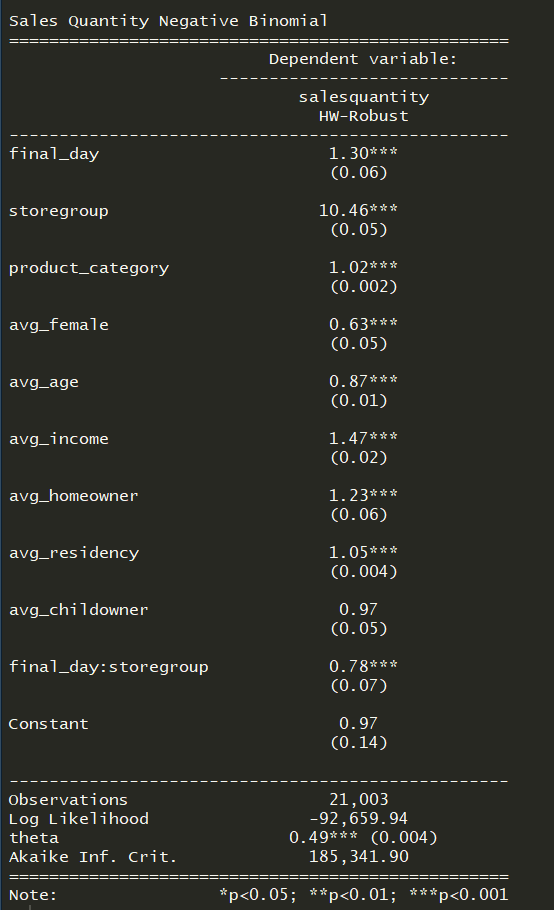 Sales Quantity Negative Binomial
==================================================
Dependent variable:
-----------------------------
salesquantity
HW-Robust
--------------------------------------------------
final_day 1.30***
(0.06)
storegroup 10.46***
(0.05)
product_category 1.02***
(0.002)
avg_female 0.63***
(0.05)
avg_age 0.87***
(0.01)
avg_income 1.47***
(0.02)
avg_homeowner 1.23***
(0.06)
avg_residency 1.05***
(0.004)
avg_childowner 0.97
(0.05)
final_day:storegroup 0.78***
(0.07)
Constant 0.97
(0.14)
--------------------------------------------------
Observations 21,003
Log Likelihood -92,659.94
theta 0.49*** (0.004)
Akaike Inf. Crit. 185,341.90
==================================================
Note: *p<0.05; **p<0.01; ***p<0.001